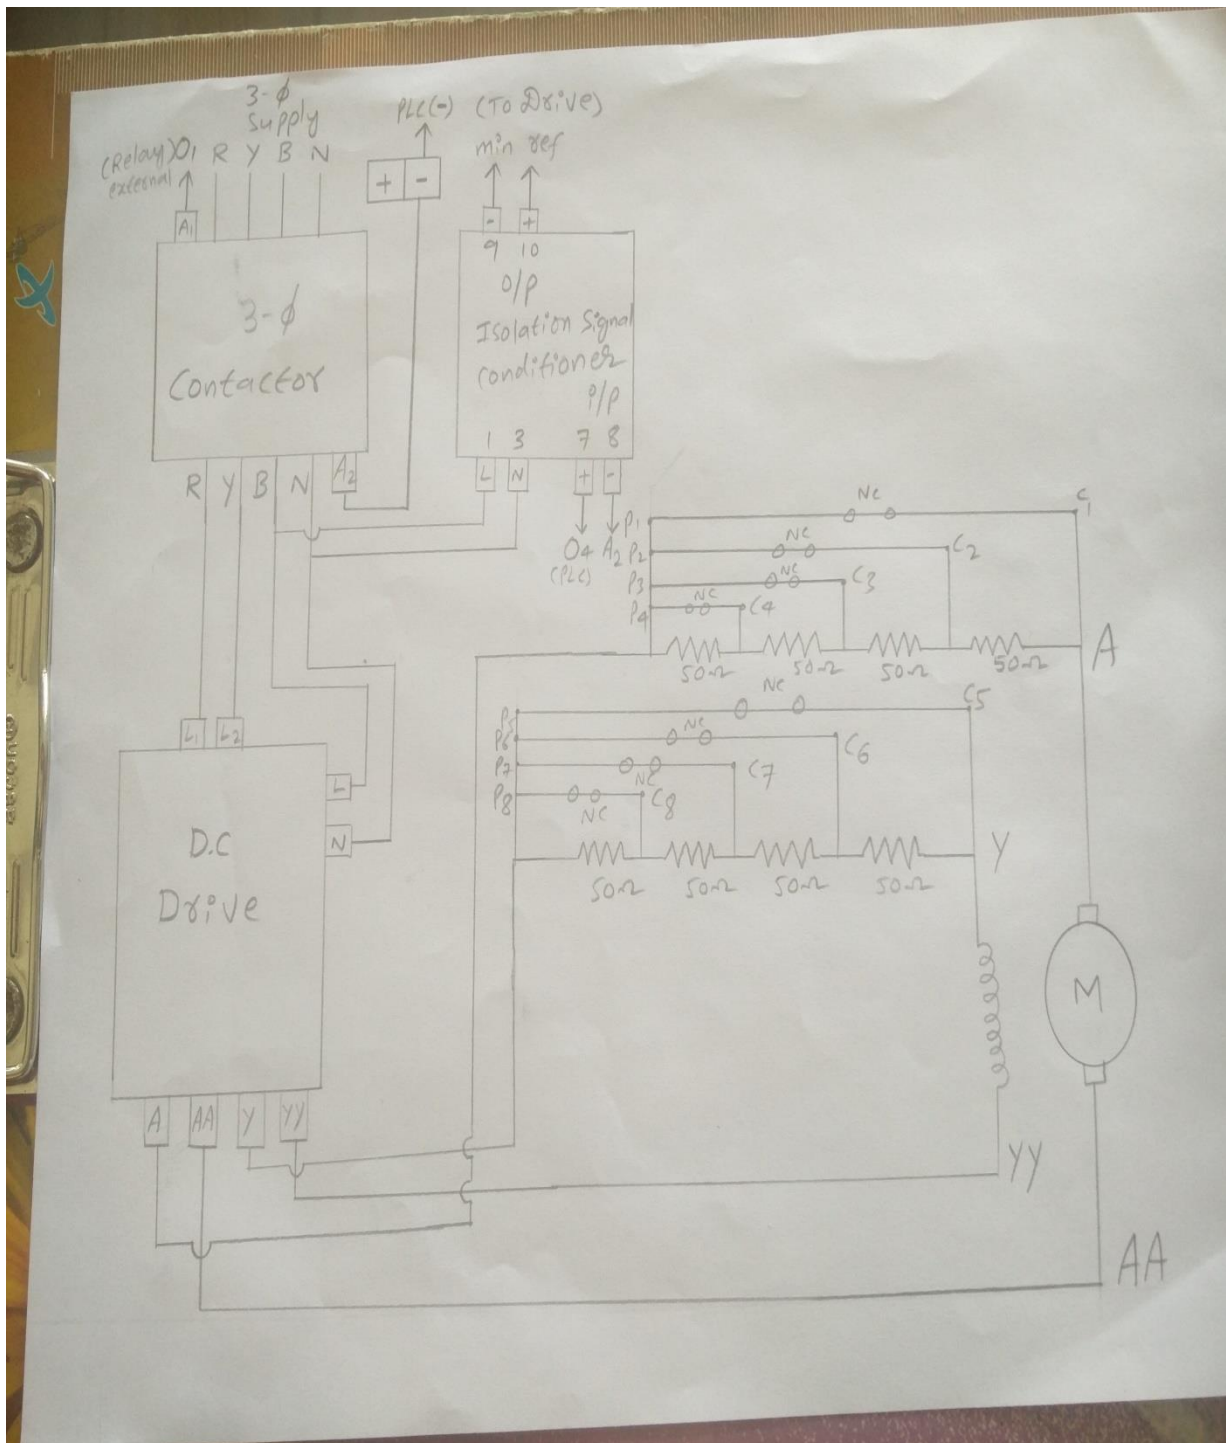 3-ϕ
Supply
(Relay) O1 R Y B N
external
A1
PLC(-)
+ -
(To Drive)
min ref
- +
9 10
O/P
Isolation Signal
Conditioner
i/p
1 3 7 8
L N + -
O4 A2
(PLC)
3-ϕ
Contactor
R Y B N A2
P1 NC C1
P2 NC C2
P3 NC C3
P4 NC C4
50Ω 50Ω 50Ω 50Ω
A
P5 NC C5
P6 NC C6
P7 NC C7
P8 NC C8
50Ω 50Ω 50Ω 50Ω
Y
L1 L2
L
N
D.C
Drive
A AA Y YY
M
YY
AA